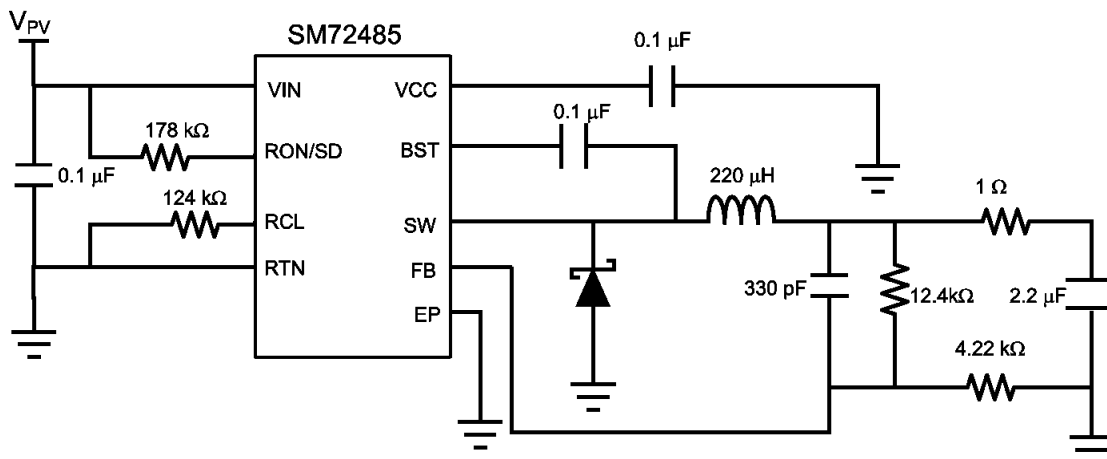 V_PV
SM72485
0.1 μF
VIN
VCC
0.1 μF
178 kΩ
RON/SD
BST
0.1 μF
124 kΩ
220 μH
1 Ω
RCL
SW
RTN
FB
330 pF
12.4kΩ
2.2 μF
EP
4.22 kΩ